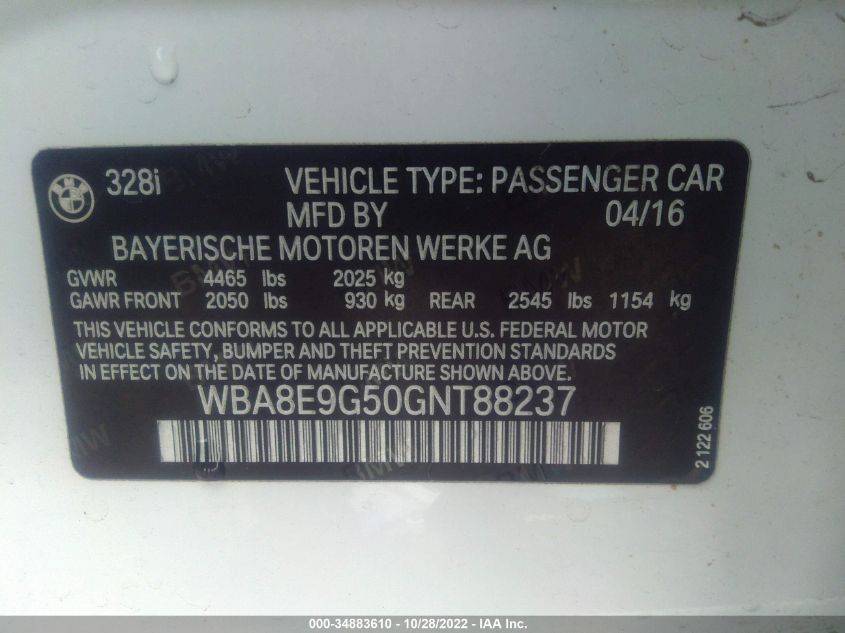 328i VEHICLE TYPE: PASSENGER CAR
MFD BY 04/16
BAYERISCHE MOTOREN WERKE AG
GVWR 4465 lbs 2025 kg
GAWR FRONT 2050 lbs 930 kg REAR 2545 lbs 1154 kg
THIS VEHICLE CONFORMS TO ALL APPLICABLE U.S. FEDERAL MOTOR
VEHICLE SAFETY, BUMPER AND THEFT PREVENTION STANDARDS
IN EFFECT ON THE DATE OF MANUFACTURE SHOWN ABOVE.
WBA8E9G50GNT88237
2 122 606
000-34883610 - 10/28/2022 - IAA Inc.